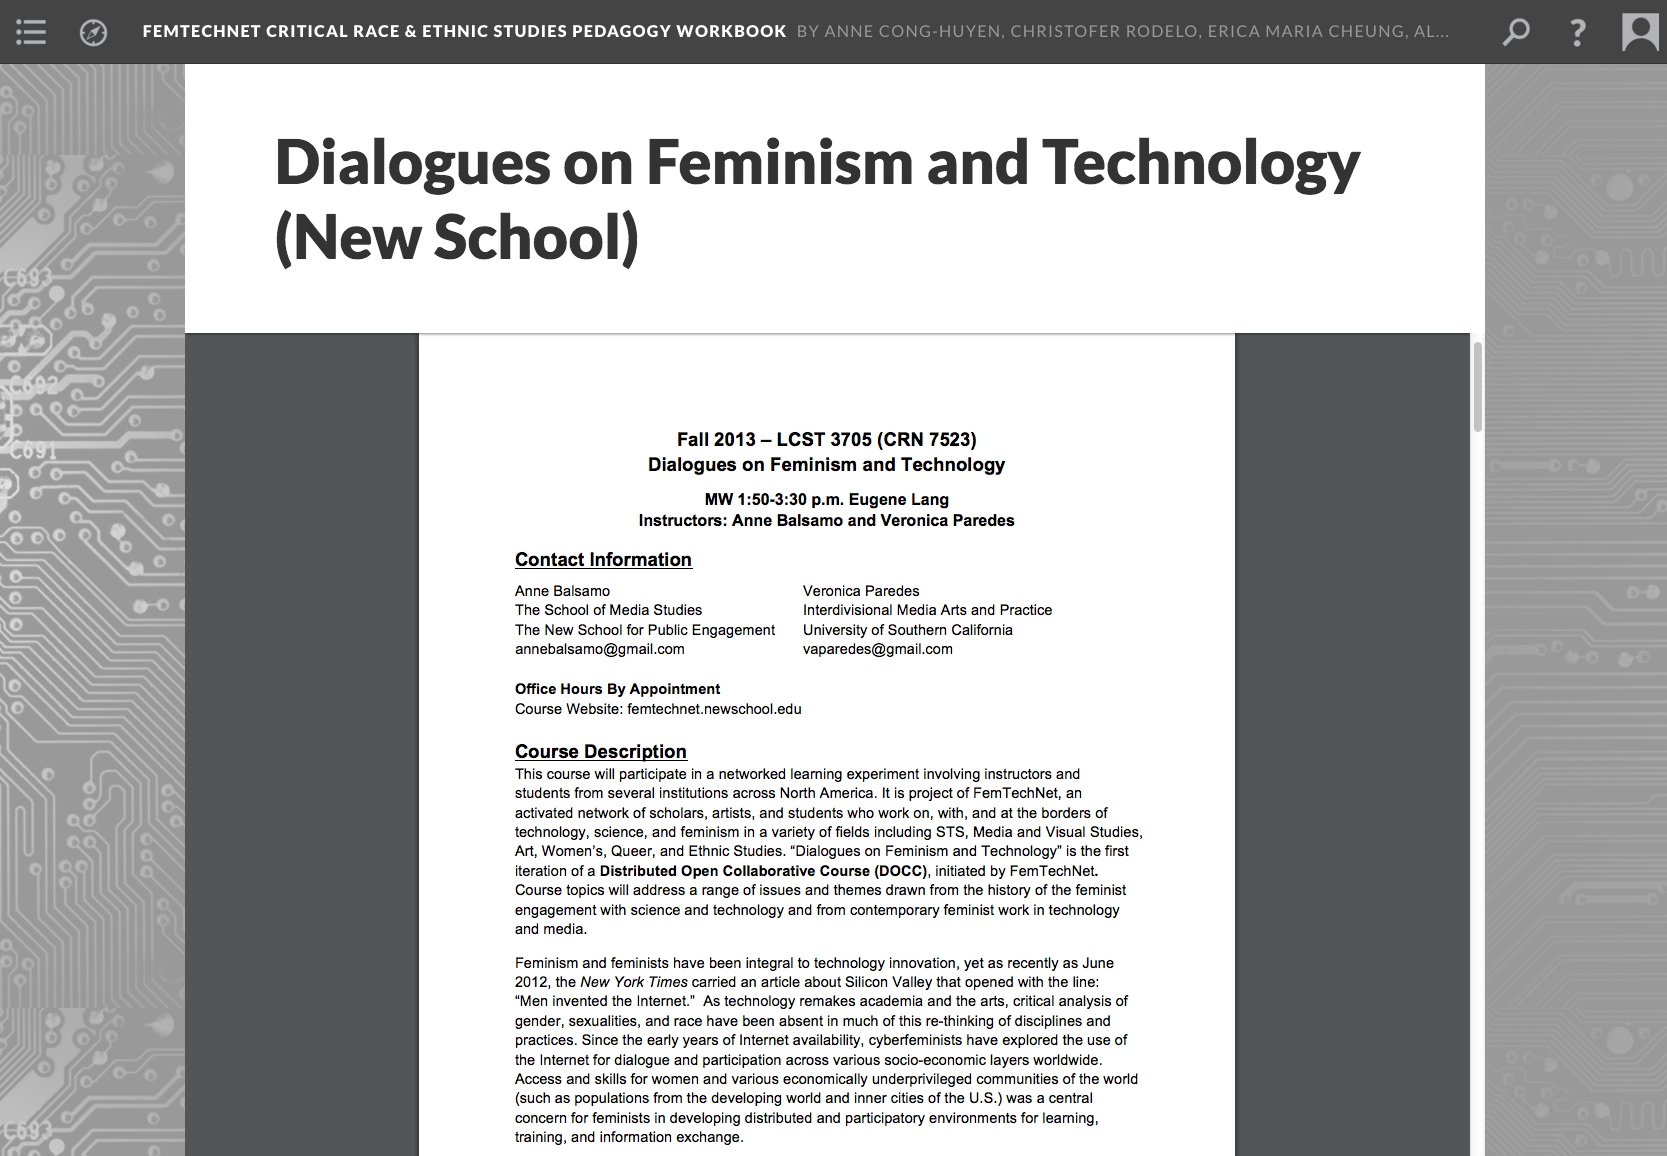 FEMTECHNET CRITICAL RACE & ETHNIC STUDIES PEDAGOGY WORKBOOK BY ANNE CONG-HUYEN, CHRISTOFER RODELO, ERICA MARIA CHEUNG, AL...
Dialogues on Feminism and Technology
(New School)
C693
C692
C691
C693
Fall 2013 – LCST 3705 (CRN 7523)
Dialogues on Feminism and Technology
MW 1:50-3:30 p.m. Eugene Lang
Instructors: Anne Balsamo and Veronica Paredes
Contact Information
Anne Balsamo
The School of Media Studies
The New School for Public Engagement
annebalsamo@gmail.com
Veronica Paredes
Interdivisional Media Arts and Practice
University of Southern California
vaparedes@gmail.com
Office Hours By Appointment
Course Website: femtechnet.newschool.edu
Course Description
This course will participate in a networked learning experiment involving instructors and
students from several institutions across North America. It is project of FemTechNet, an
activated network of scholars, artists, and students who work on, with, and at the borders of
technology, science, and feminism in a variety of fields including STS, Media and Visual Studies,
Art, Women's, Queer, and Ethnic Studies. “Dialogues on Feminism and Technology” is the first
iteration of a Distributed Open Collaborative Course (DOCC), initiated by FemTechNet.
Course topics will address a range of issues and themes drawn from the history of the feminist
engagement with science and technology and from contemporary feminist work in technology
and media.
Feminism and feminists have been integral to technology innovation, yet as recently as June
2012, the New York Times carried an article about Silicon Valley that opened with the line:
“Men invented the Internet.” As technology remakes academia and the arts, critical analysis of
gender, sexualities, and race have been absent in much of this re-thinking of disciplines and
practices. Since the early years of Internet availability, cyberfeminists have explored the use of
the Internet for dialogue and participation across various socio-economic layers worldwide.
Access and skills for women and various economically underprivileged communities of the world
(such as populations from the developing world and inner cities of the U.S.) was a central
concern for feminists in developing distributed and participatory environments for learning,
training, and information exchange.